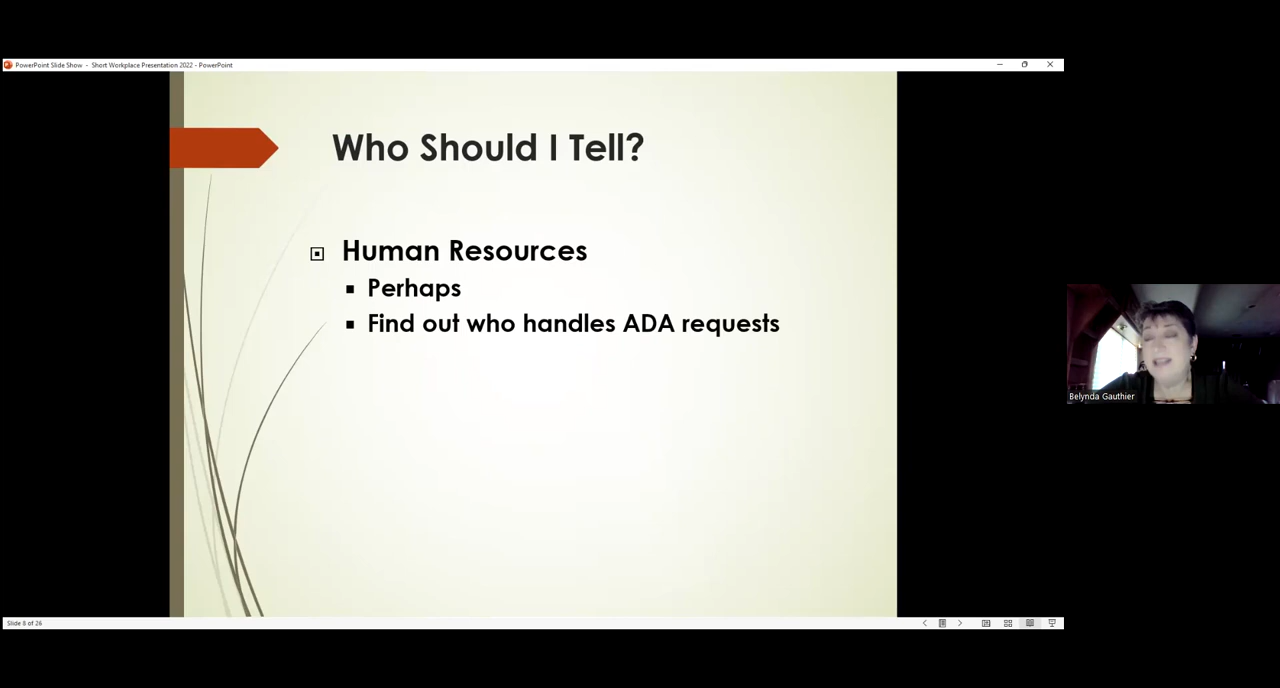 PowerPoint Slide Show - Short Workplace Presentation 2022 - PowerPoint
Who Should I Tell?
Human Resources
Perhaps
Find out who handles ADA requests
Belynda Gauthier
Slide 8 of 26